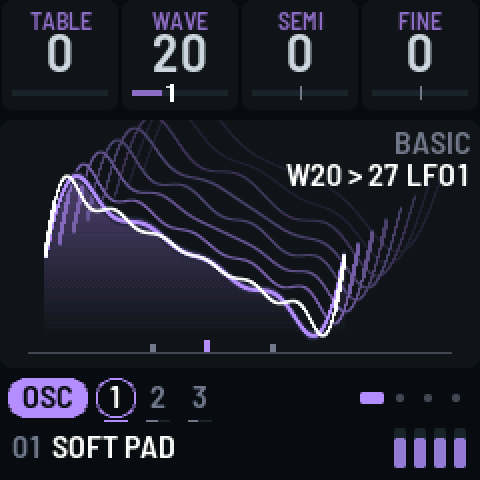 TABLE WAVE SEMI FINE
0 20 0 0
1
BASIC
W20 > 27 LFO1
OSC 1 2 3
01 SOFT PAD